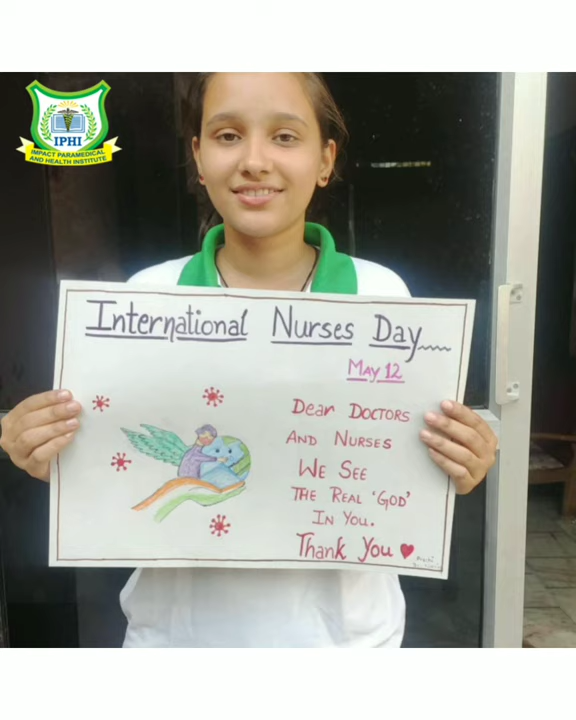 IPHI
IMPACT PARAMEDICAL
AND HEALTH INSTITUTE
International Nurses Day
May 12
Dear Doctors
And Nurses
We See
The Real 'God'
In You.
Thank You